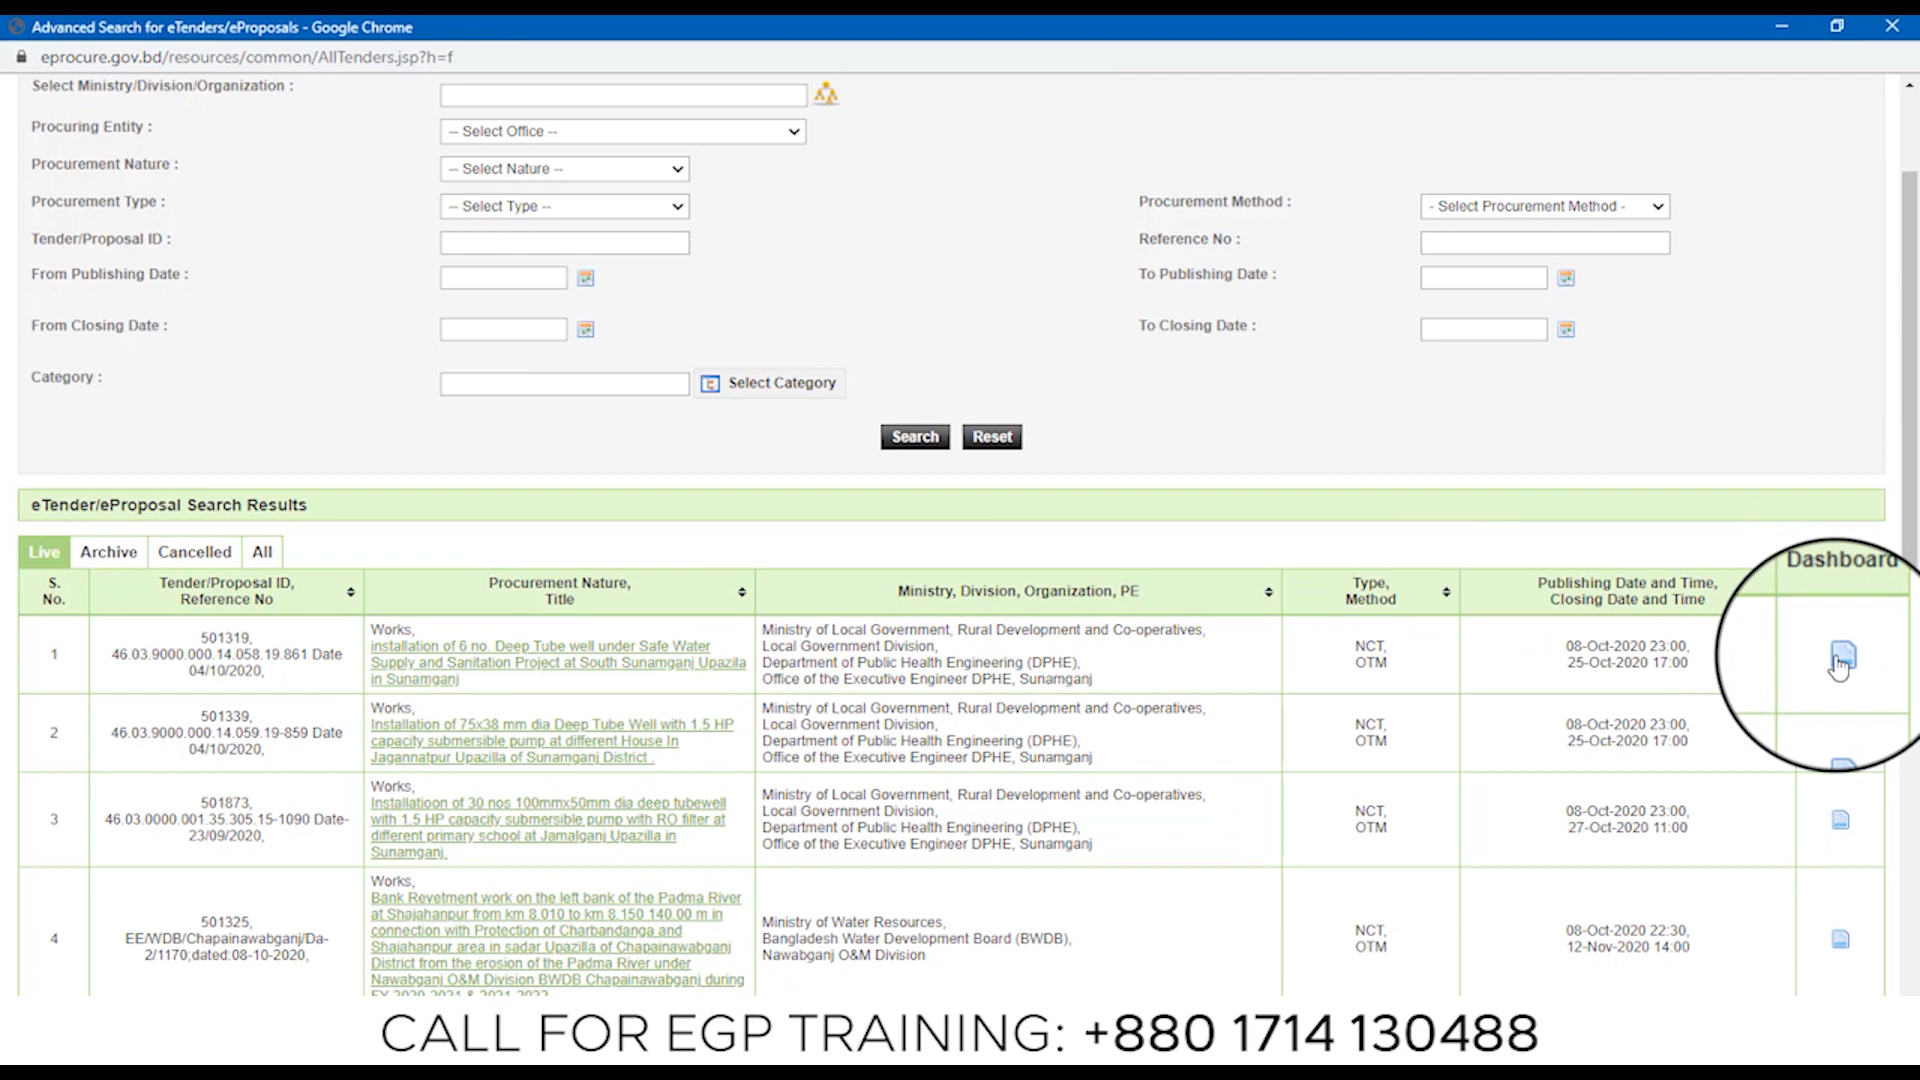 Advanced Search for eTenders/eProposals - Google Chrome
eprocure.gov.bd/resources/common/AllTenders.jsp?h=f
Select Ministry/Division/Organization :
Procuring Entity :
-- Select Office --
Procurement Nature :
-- Select Nature --
Procurement Type :
-- Select Type --
Procurement Method :
- Select Procurement Method -
Tender/Proposal ID :
Reference No :
From Publishing Date :
To Publishing Date :
From Closing Date :
To Closing Date :
Category :
Select Category
Search
Reset
eTender/eProposal Search Results
Live
Archive
Cancelled
All
S.
No.
Tender/Proposal ID,
Reference No
Procurement Nature,
Title
Ministry, Division, Organization, PE
Type,
Method
Publishing Date and Time,
Closing Date and Time
Dashboard
1
501319,
46.03.9000.000.14.058.19.861 Date
04/10/2020,
Works,
installation of 6 no. Deep Tube well under Safe Water
Supply and Sanitation Project at South Sunamganj Upazila
in Sunamganj
Ministry of Local Government, Rural Development and Co-operatives,
Local Government Division,
Department of Public Health Engineering (DPHE),
Office of the Executive Engineer DPHE, Sunamganj
NCT,
OTM
08-Oct-2020 23:00,
25-Oct-2020 17:00
2
501339,
46.03.9000.000.14.059.19-859 Date
04/10/2020,
Works,
Installation of 75x38 mm dia Deep Tube Well with 1.5 HP
capacity submersible pump at different House In
Jagannatpur Upazilla of Sunamganj District .
Ministry of Local Government, Rural Development and Co-operatives,
Local Government Division,
Department of Public Health Engineering (DPHE),
Office of the Executive Engineer DPHE, Sunamganj
NCT,
OTM
08-Oct-2020 23:00,
25-Oct-2020 17:00
3
501873,
46.03.0000.001.35.305.15-1090 Date-
23/09/2020,
Works,
Installatioon of 30 nos 100mmx50mm dia deep tubewell
with 1.5 HP capacity submersible pump with RO filter at
different primary school at Jamalganj Upazilla in
Sunamganj.
Ministry of Local Government, Rural Development and Co-operatives,
Local Government Division,
Department of Public Health Engineering (DPHE),
Office of the Executive Engineer DPHE, Sunamganj
NCT,
OTM
08-Oct-2020 23:00,
27-Oct-2020 11:00
4
501325,
EE/WDB/Chapainawabganj/Da-
2/1170;dated:08-10-2020,
Works,
Bank Revetment work on the left bank of the Padma River
at Shajahanpur from km 8.010 to km 8.150 140.00 m in
connection with Protection of Charbandanga and
Shajahanpur area in sadar Upazilla of Chapainawabganj
District from the erosion of the Padma River under
Nawabganj O&M Division BWDB Chapainawabganj during
FY 2020-2021 & 2021-2022
Ministry of Water Resources,
Bangladesh Water Development Board (BWDB),
Nawabganj O&M Division
NCT,
OTM
08-Oct-2020 22:30,
12-Nov-2020 14:00
CALL FOR EGP TRAINING: +880 1714 130488